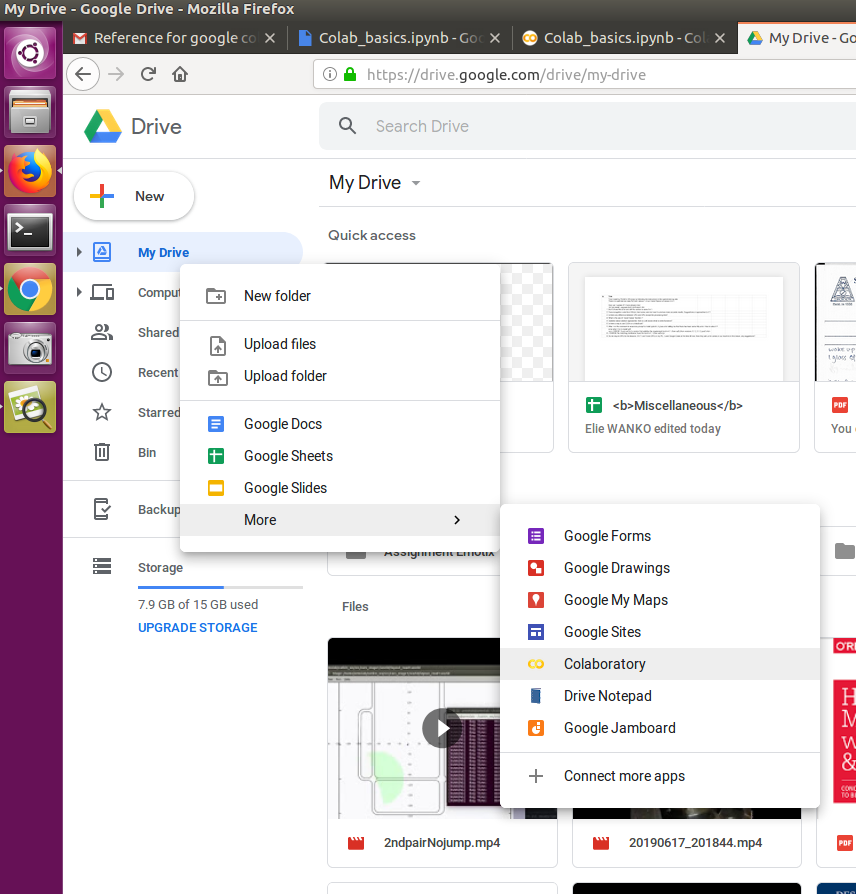 My Drive - Google Drive - Mozilla Firefox
Reference for google co
Colab_basics.ipynb - Goo
Colab_basics.ipynb - Col
My Drive - Go
https://drive.google.com/drive/my-drive
Drive
Search Drive
New
My Drive
Quick access
My Drive
Comput
Shared
Recent
Starred
Bin
Backup
Storage
7.9 GB of 15 GB used
UPGRADE STORAGE
New folder
Upload files
Upload folder
Google Docs
Google Sheets
Google Slides
More
<b>Miscellaneous</b>
Elie WANKO edited today
PDF
You
Assignment Emotix
Files
Google Forms
Google Drawings
Google My Maps
Google Sites
Colaboratory
Drive Notepad
Google Jamboard
Connect more apps
2ndpairNojump.mp4
20190617_201844.mp4
PDF
O'RE